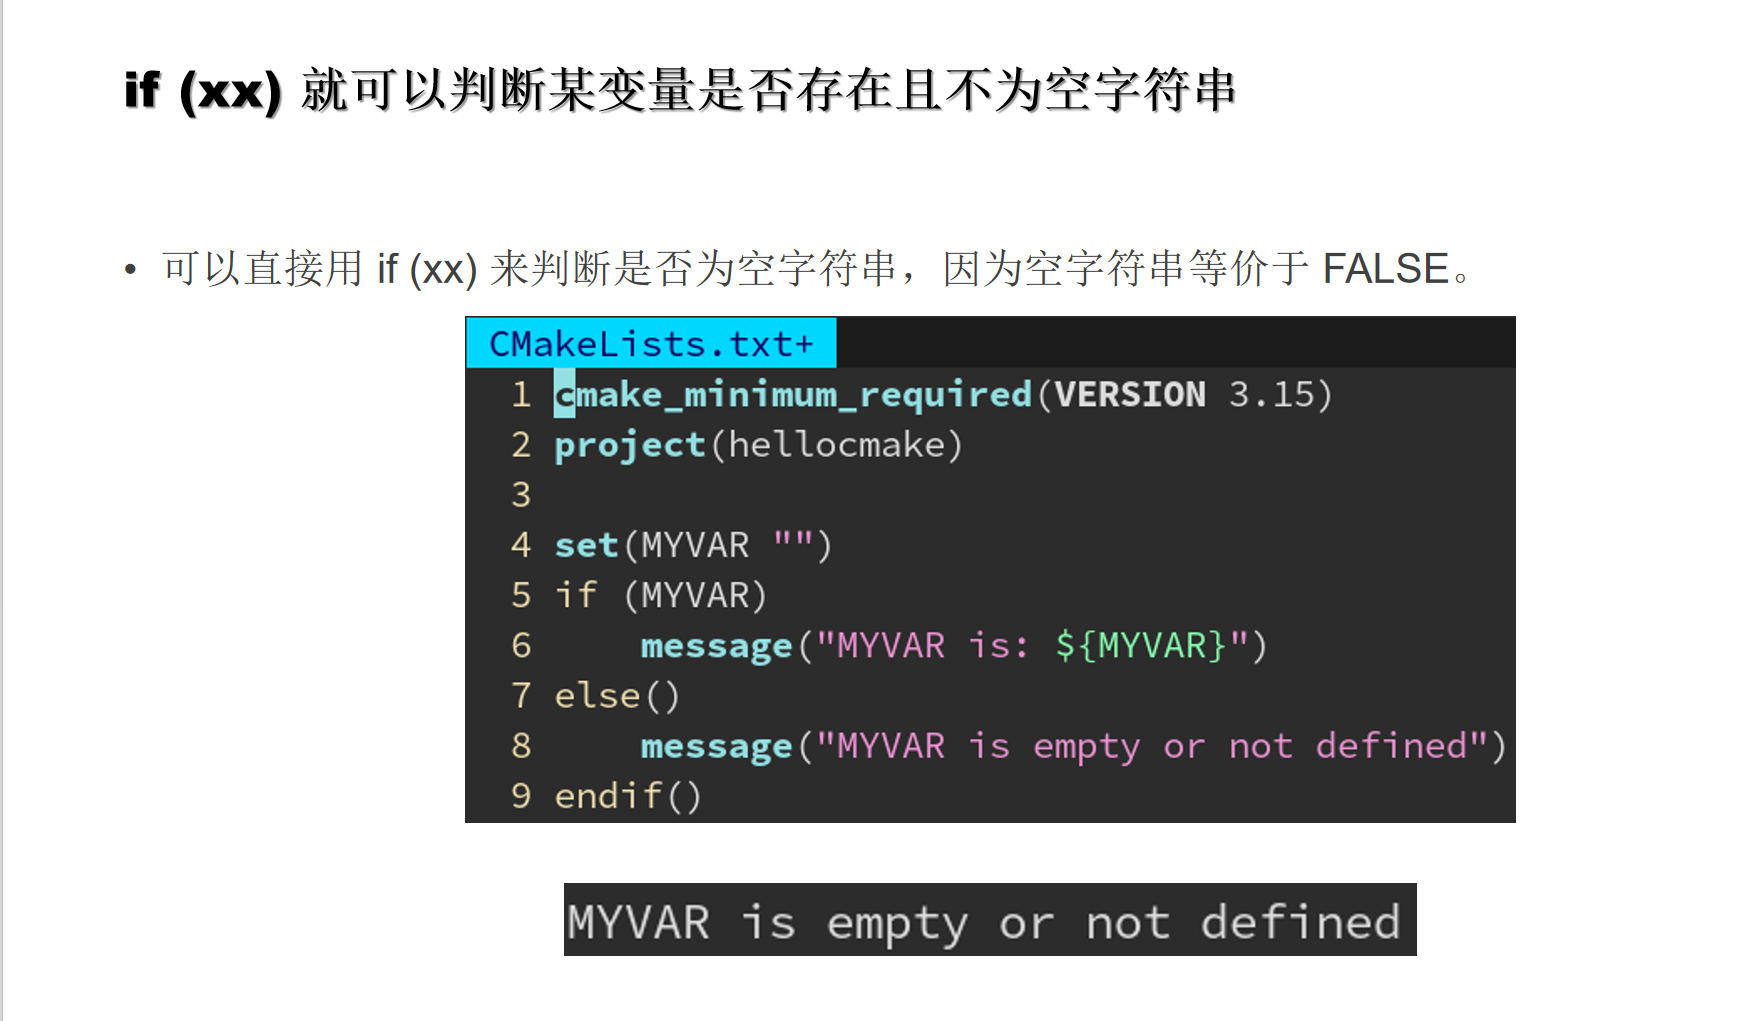 if (xx) 就可以判断某变量是否存在且不为空字符串
• 可以直接用 if (xx) 来判断是否为空字符串，因为空字符串等价于 FALSE。
CMakeLists.txt+
1 cmake_minimum_required(VERSION 3.15)
2 project(hellocmake)
3
4 set(MYVAR "")
5 if (MYVAR)
6     message("MYVAR is: ${MYVAR}")
7 else()
8     message("MYVAR is empty or not defined")
9 endif()
MYVAR is empty or not defined